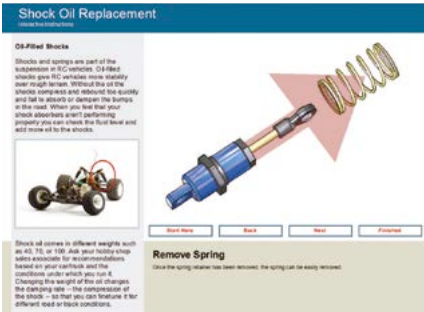 Shock Oil Replacement
Interactive Instructions
Oil-Filled Shocks
Shocks and springs are part of the
suspension in RC vehicles. Oil-filled
shocks give RC vehicles more stability
over rough terrain. Without the oil the
shocks compress and rebound too quickly
and fail to absorb or dampen the bumps
in the road. When you feel that your
shock absorbers aren't performing
properly you can check the fluid level and
add more oil to the shocks.
Shock oil comes in different weights such
as 40, 70, or 100. Ask your hobby-shop
sales associate for recommendations
based on your car/truck and the
conditions under which you run it.
Changing the weight of the oil changes
the damping rate – the compression of
the shock – so that you can finetune it for
different road or track conditions.
Start Here
Back
Next
Finished
Remove Spring
Once the spring retainer has been removed, the spring can be easily removed.